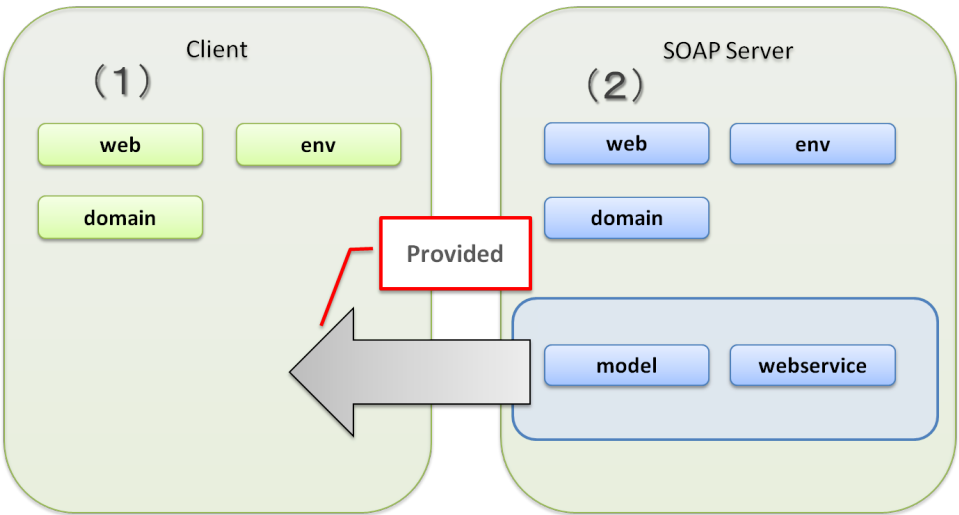 Client
（1）
web
env
domain
SOAP Server
（2）
web
env
domain
Provided
model
webservice